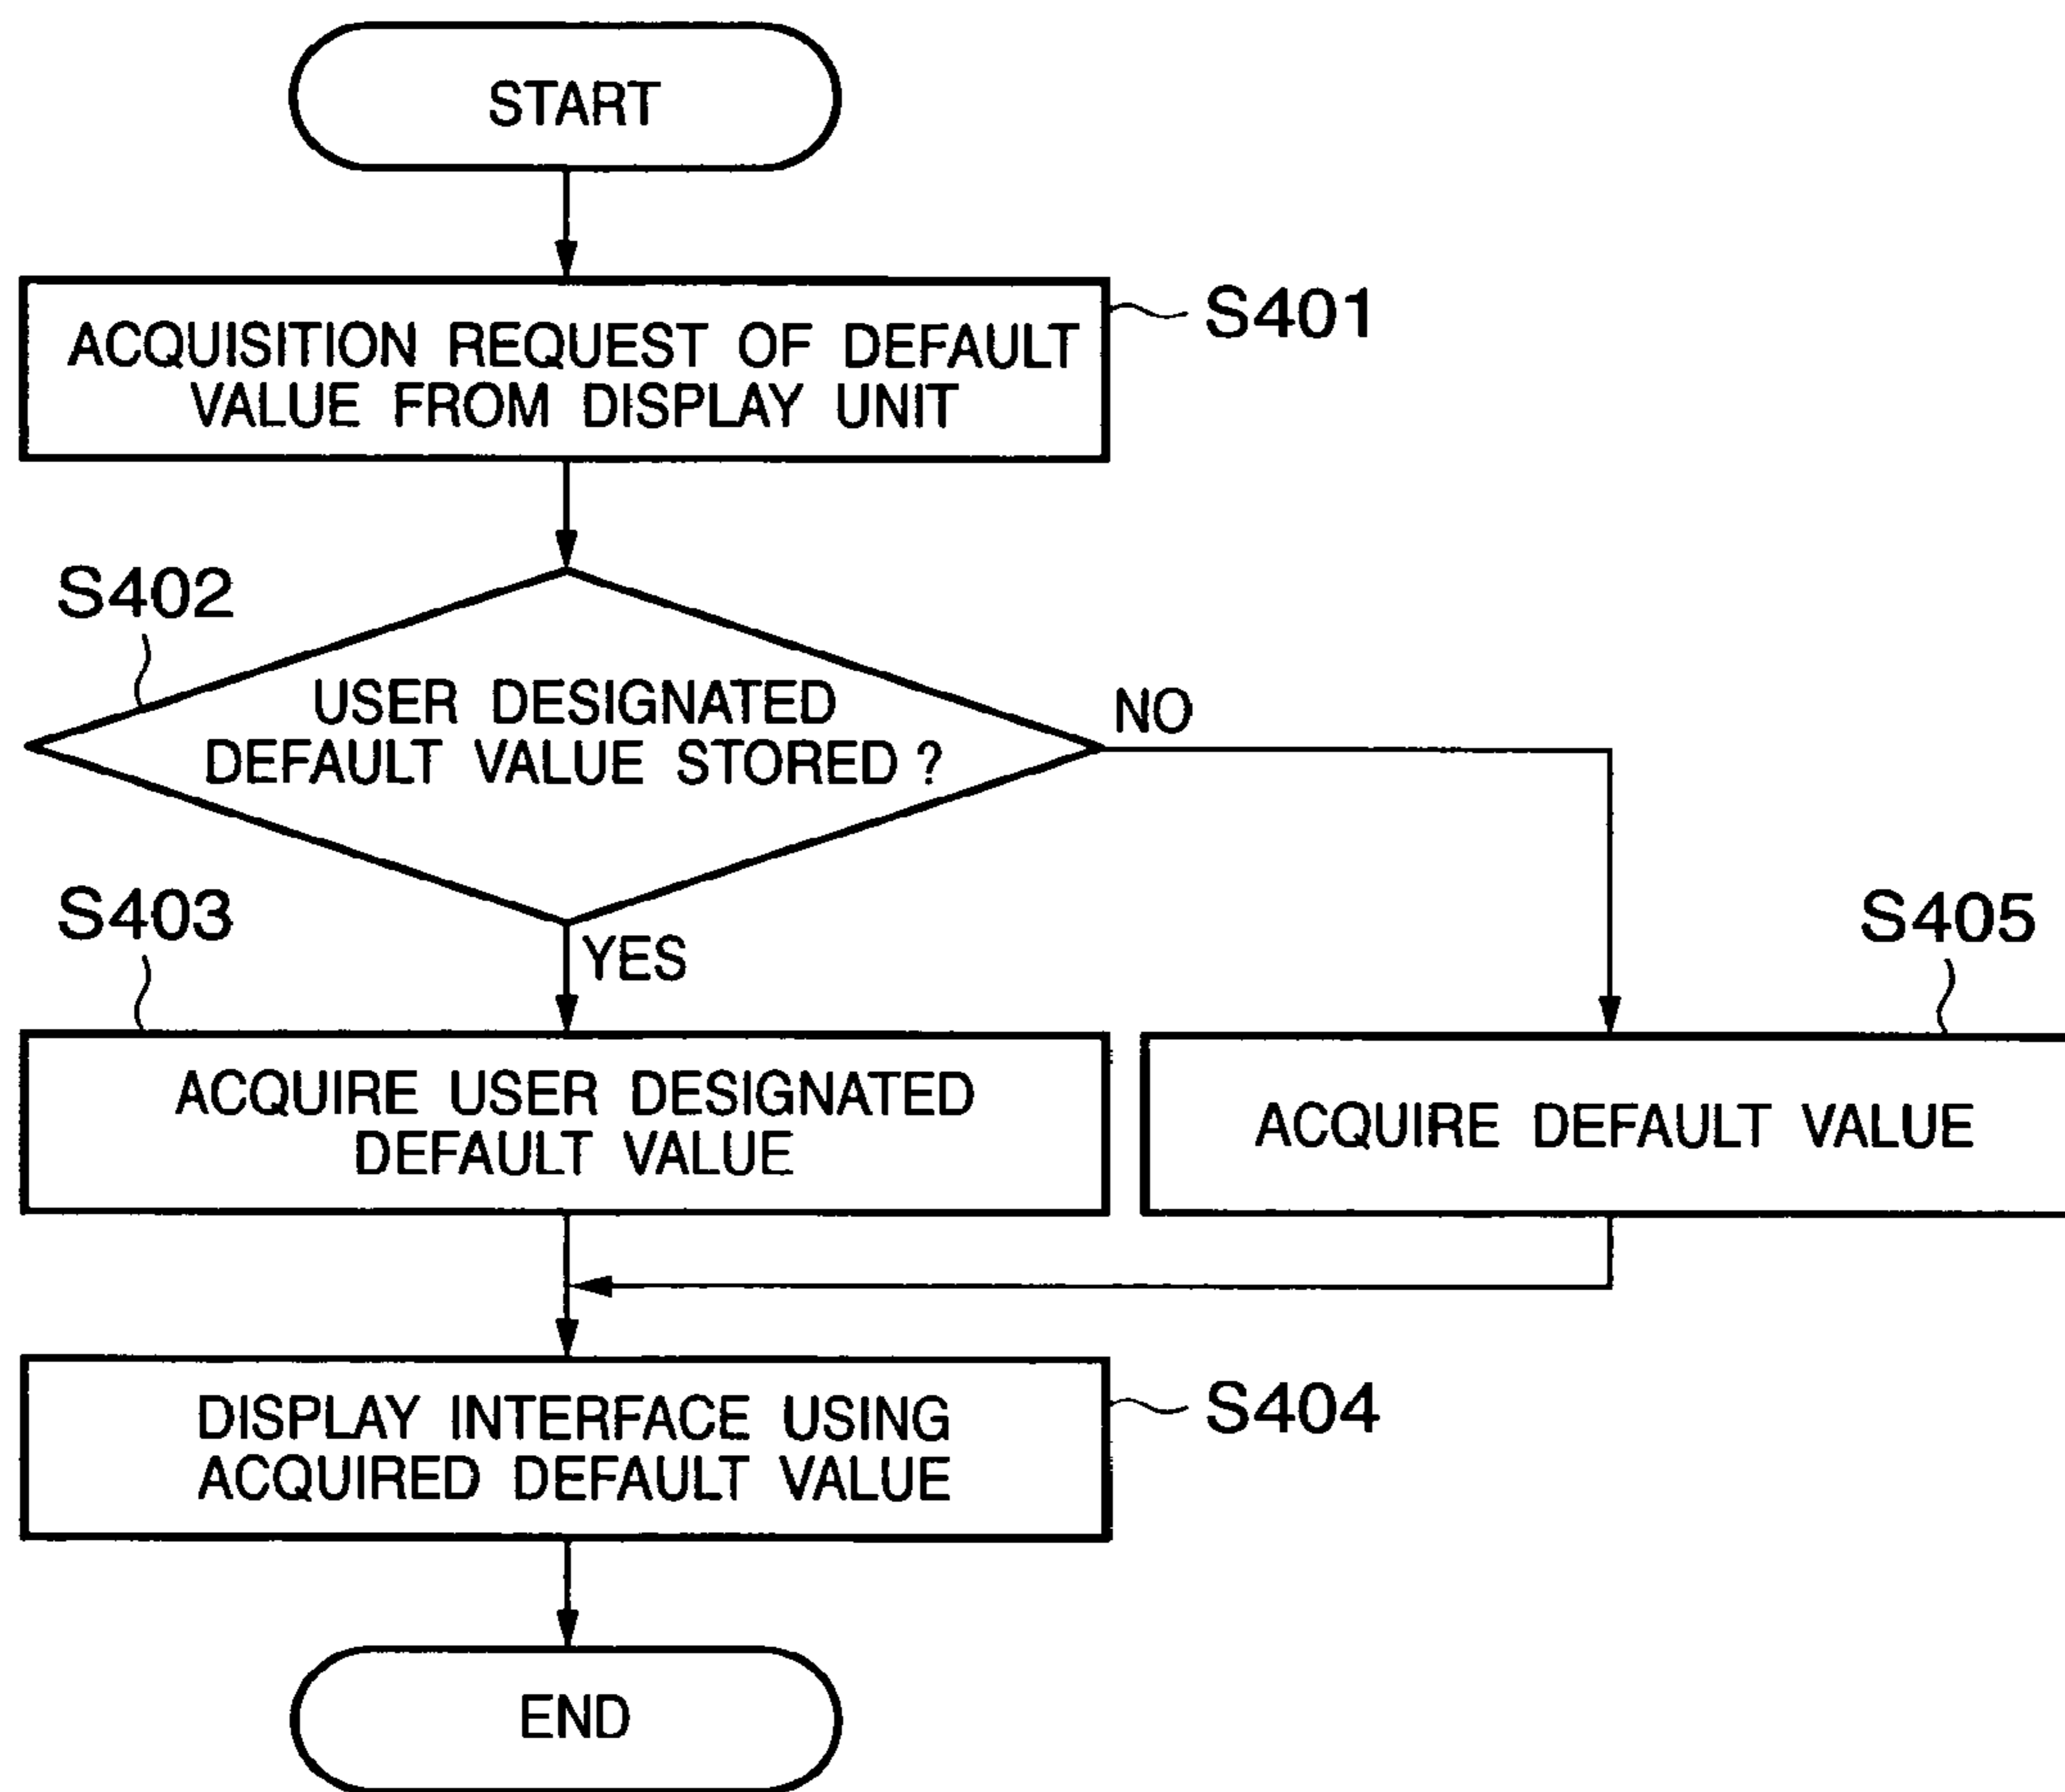 START
ACQUISITION REQUEST OF DEFAULT
VALUE FROM DISPLAY UNIT
S401
S402
USER DESIGNATED
DEFAULT VALUE STORED ?
NO
YES
S403
ACQUIRE USER DESIGNATED
DEFAULT VALUE
S405
ACQUIRE DEFAULT VALUE
DISPLAY INTERFACE USING
ACQUIRED DEFAULT VALUE
S404
END